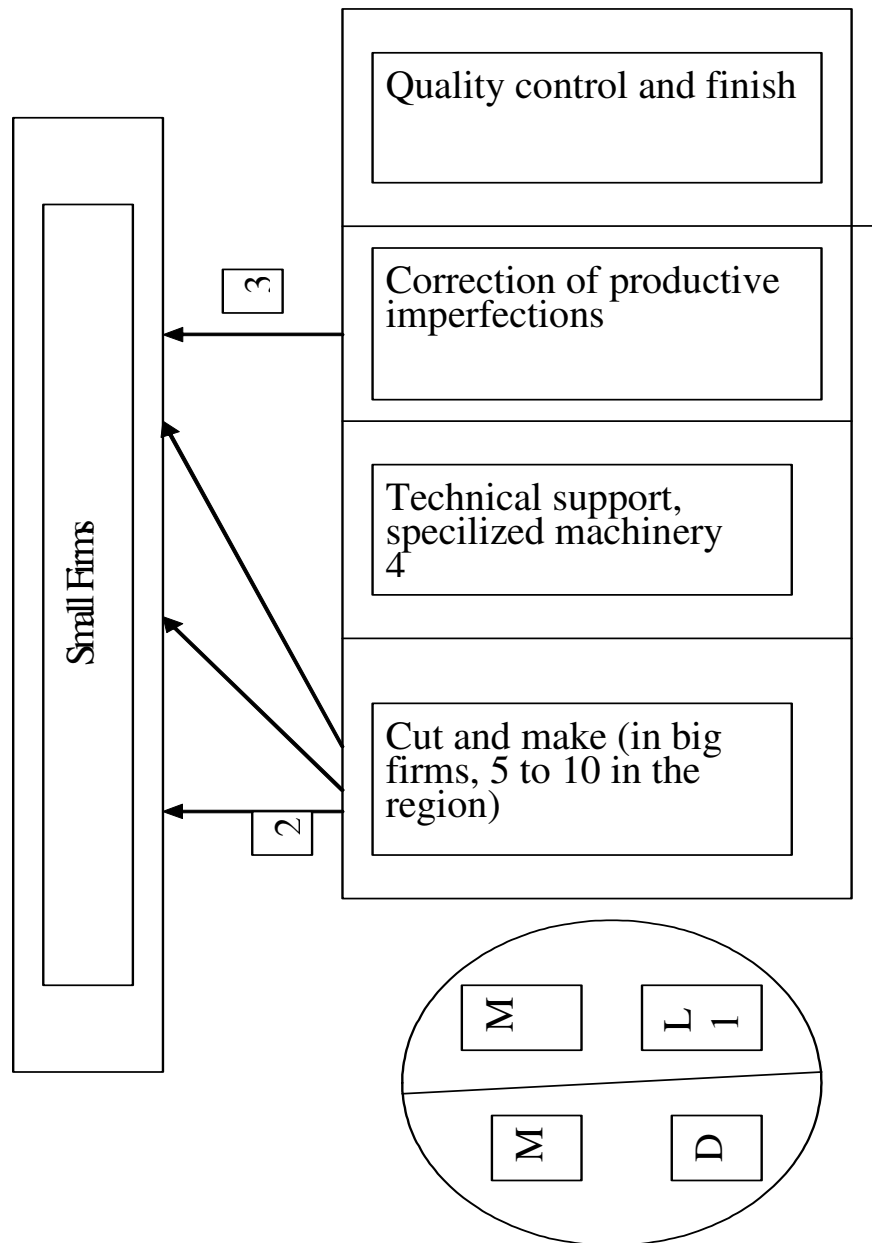 Quality control and finish
Correction of productive
imperfections
3
Technical support,
specilized machinery
4
Small Firms
Cut and make (in big
firms, 5 to 10 in the
region)
2
M
L
1
M
D